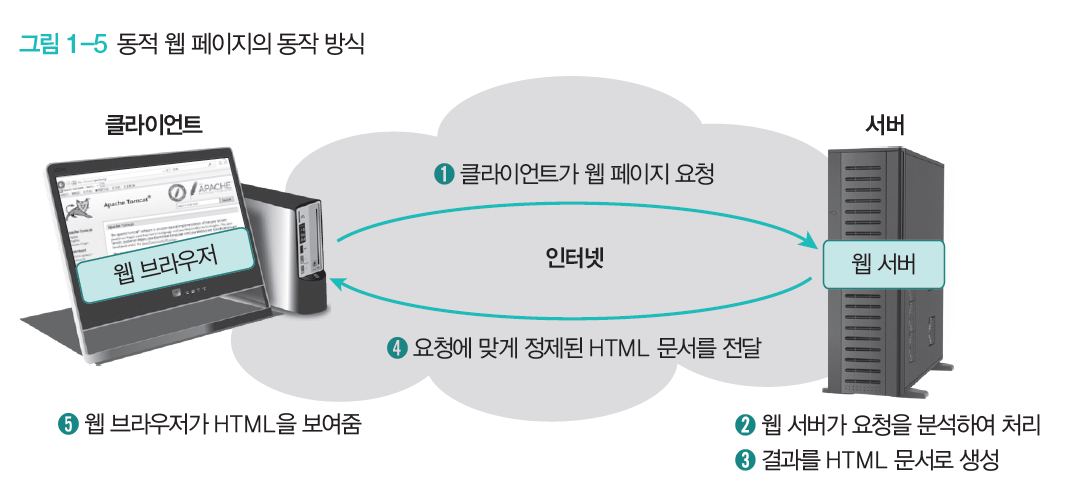 그림 1-5 동적 웹 페이지의 동작 방식
클라이언트
서버
❶ 클라이언트가 웹 페이지 요청
Apache Tomcat
APACHE
Apache Tomcat
웹 브라우저
인터넷
웹 서버
❹ 요청에 맞게 정제된 HTML 문서를 전달
❺ 웹 브라우저가 HTML을 보여줌
❷ 웹 서버가 요청을 분석하여 처리
❸ 결과를 HTML 문서로 생성